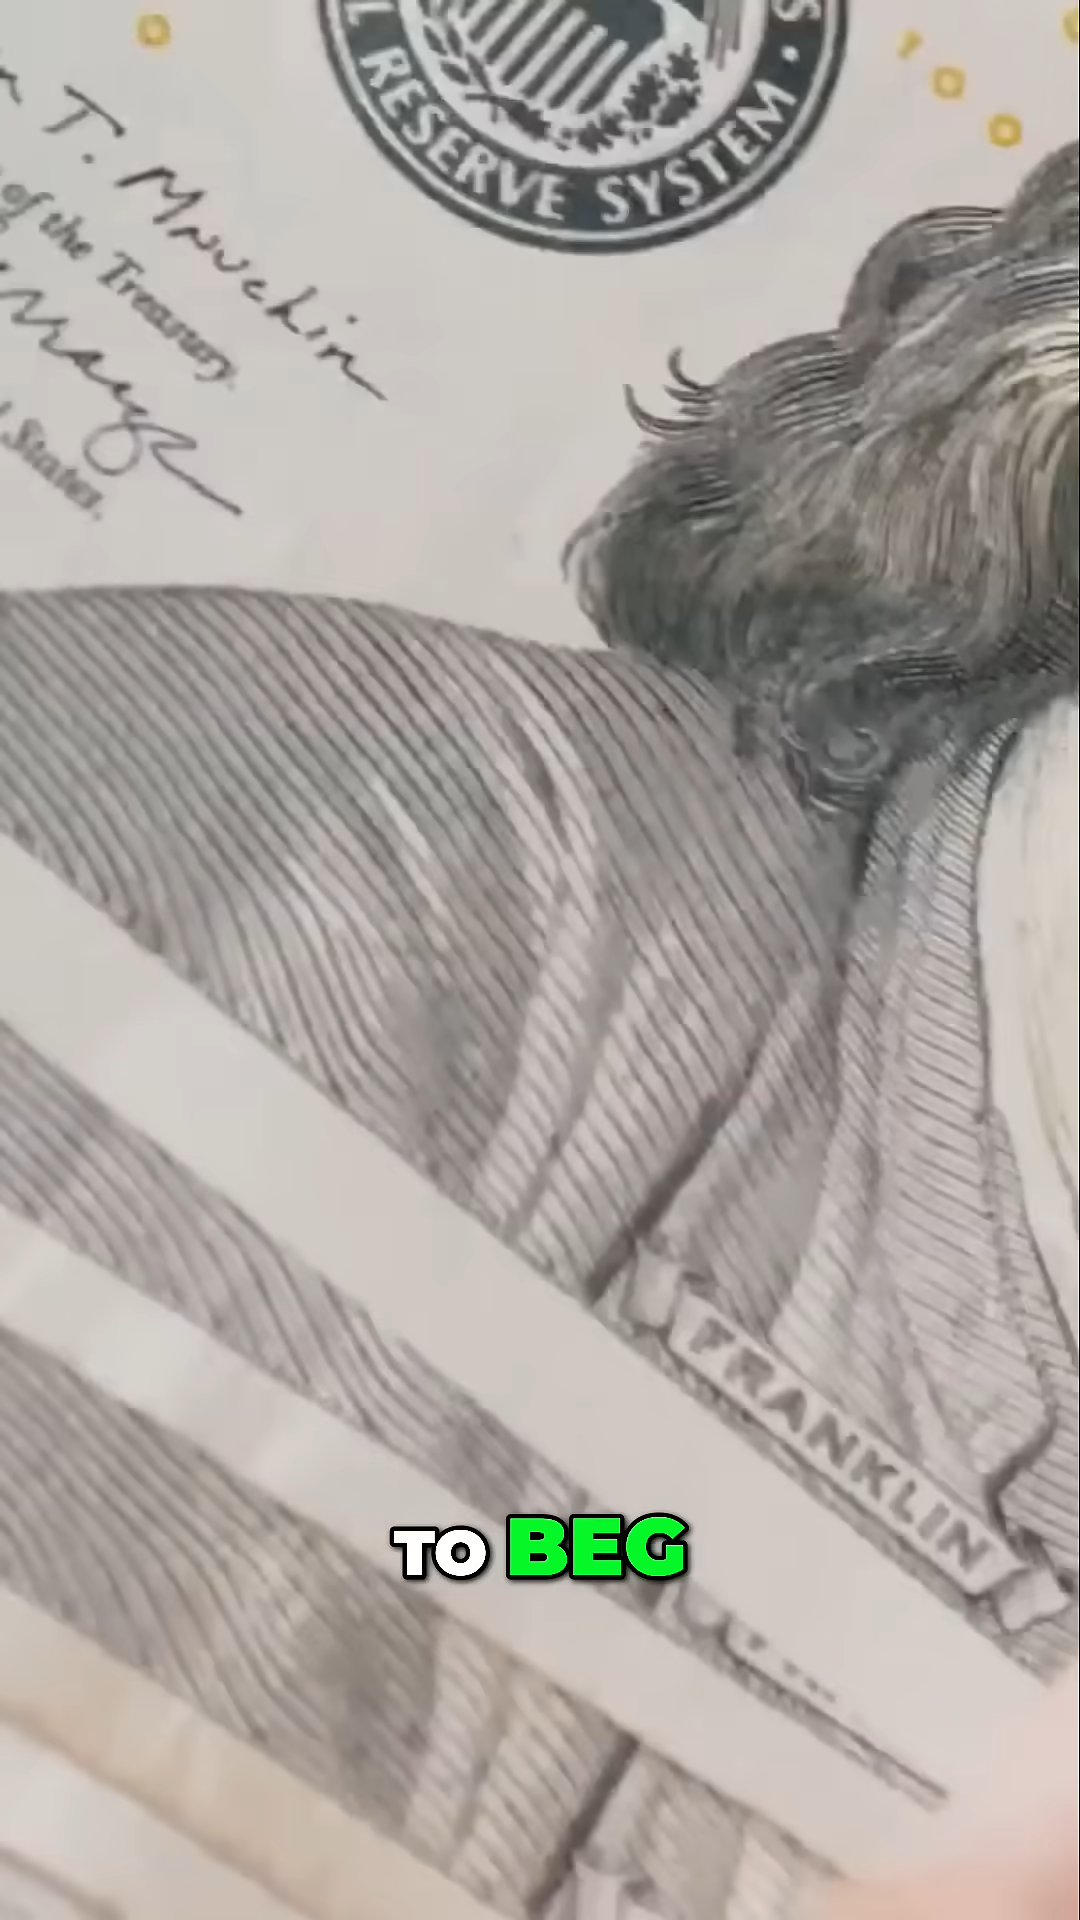 RESERVE SYSTEM
T. Mnuchin
of the Treasury.
States.
FRANKLIN
TO BEG